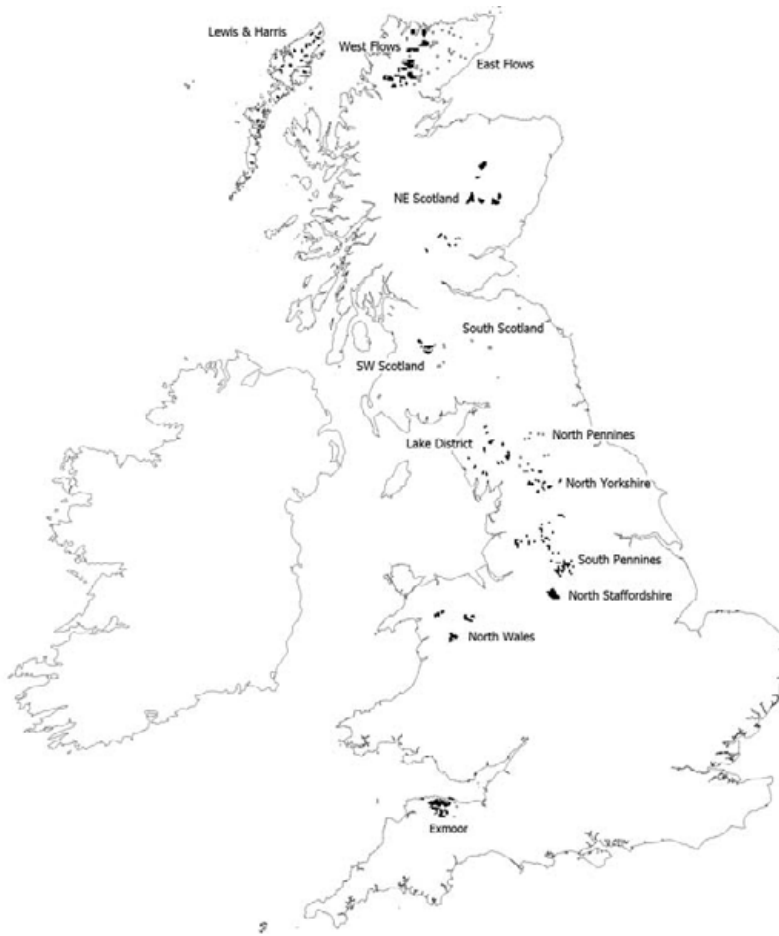 Lewis & Harris
West Flows
East Flows
NE Scotland
South Scotland
SW Scotland
North Pennines
Lake District
North Yorkshire
South Pennines
North Staffordshire
North Wales
Exmoor